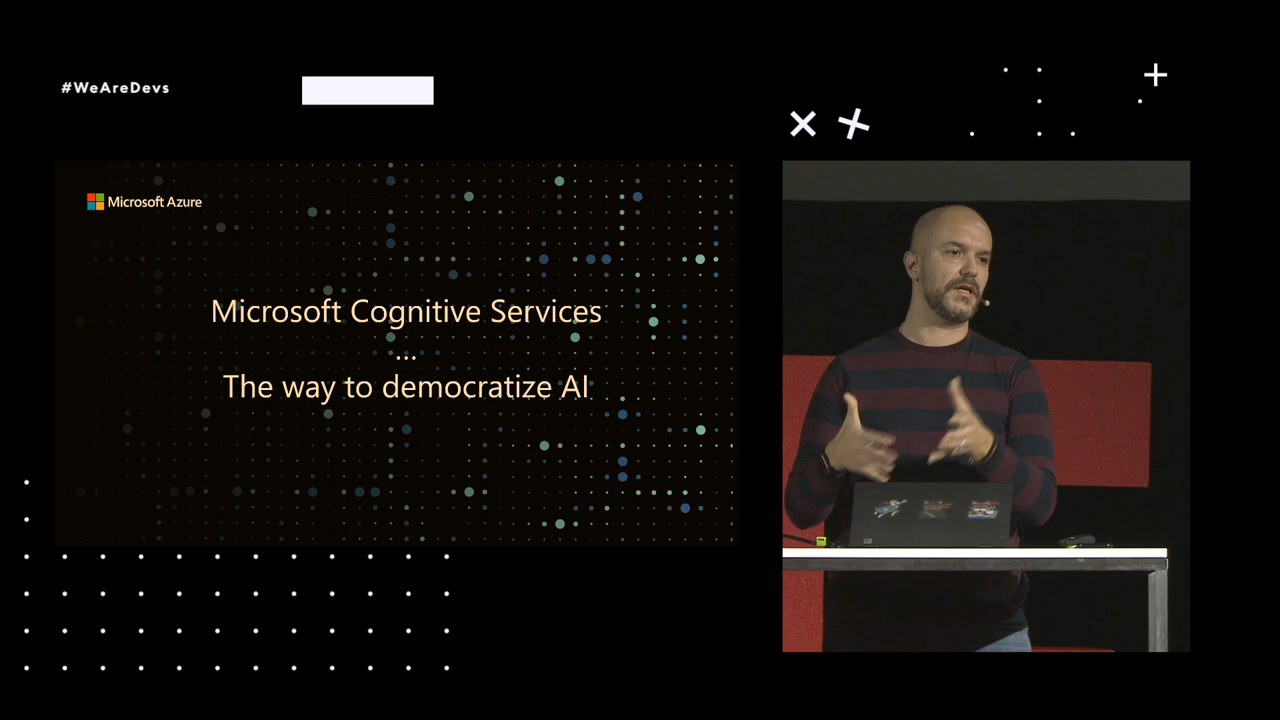 #WeAreDevs
Microsoft Azure
Microsoft Cognitive Services
...
The way to democratize AI